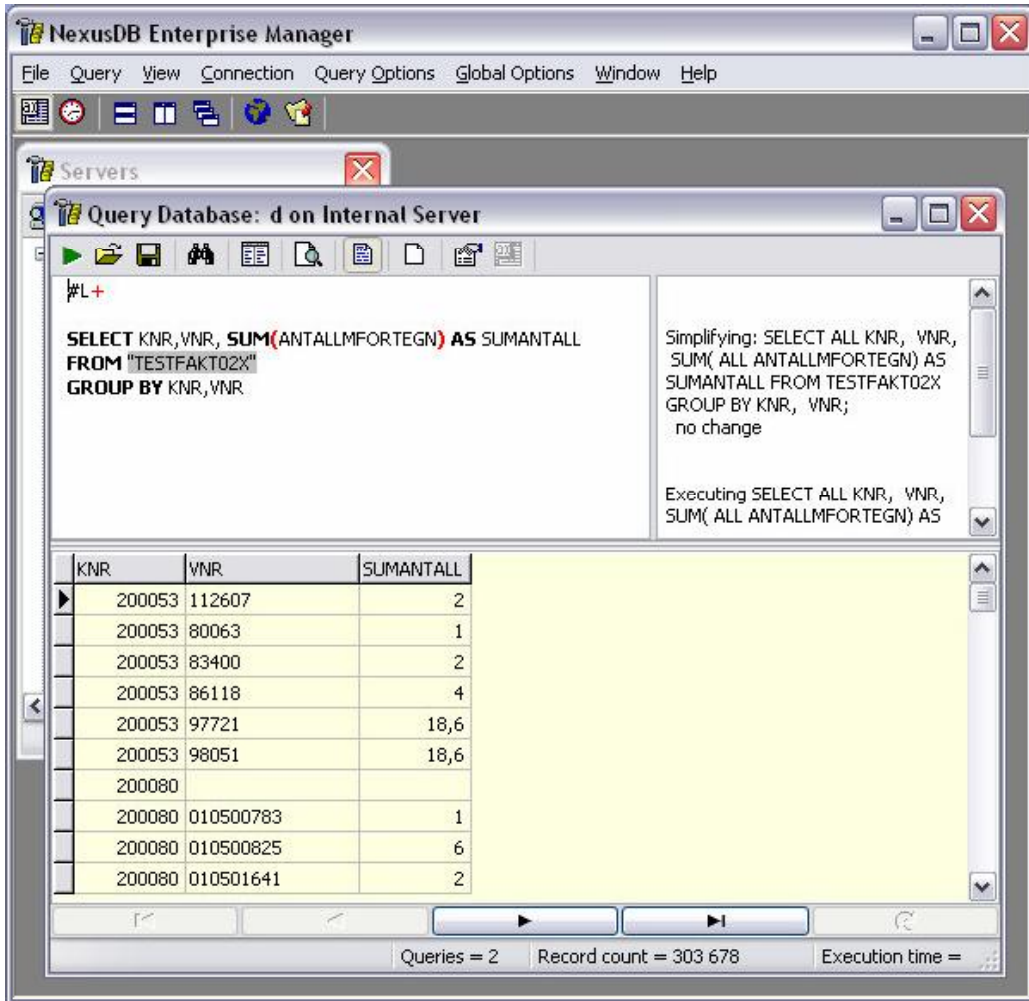 NexusDB Enterprise Manager
File Query View Connection Query Options Global Options Window Help
Servers
Query Database: d on Internal Server
#L+
SELECT KNR,VNR, SUM(ANTALLMFORTEGN) AS SUMANTALL
FROM "TESTFAKT02X"
GROUP BY KNR,VNR
Simplifying: SELECT ALL KNR, VNR,
SUM( ALL ANTALLMFORTEGN) AS
SUMANTALL FROM TESTFAKT02X
GROUP BY KNR, VNR;
no change
Executing SELECT ALL KNR, VNR,
SUM( ALL ANTALLMFORTEGN) AS
KNR VNR SUMANTALL
200053 112607 2
200053 80063 1
200053 83400 2
200053 86118 4
200053 97721 18,6
200053 98051 18,6
200080
200080 010500783 1
200080 010500825 6
200080 010501641 2
Queries = 2 Record count = 303 678 Execution time =